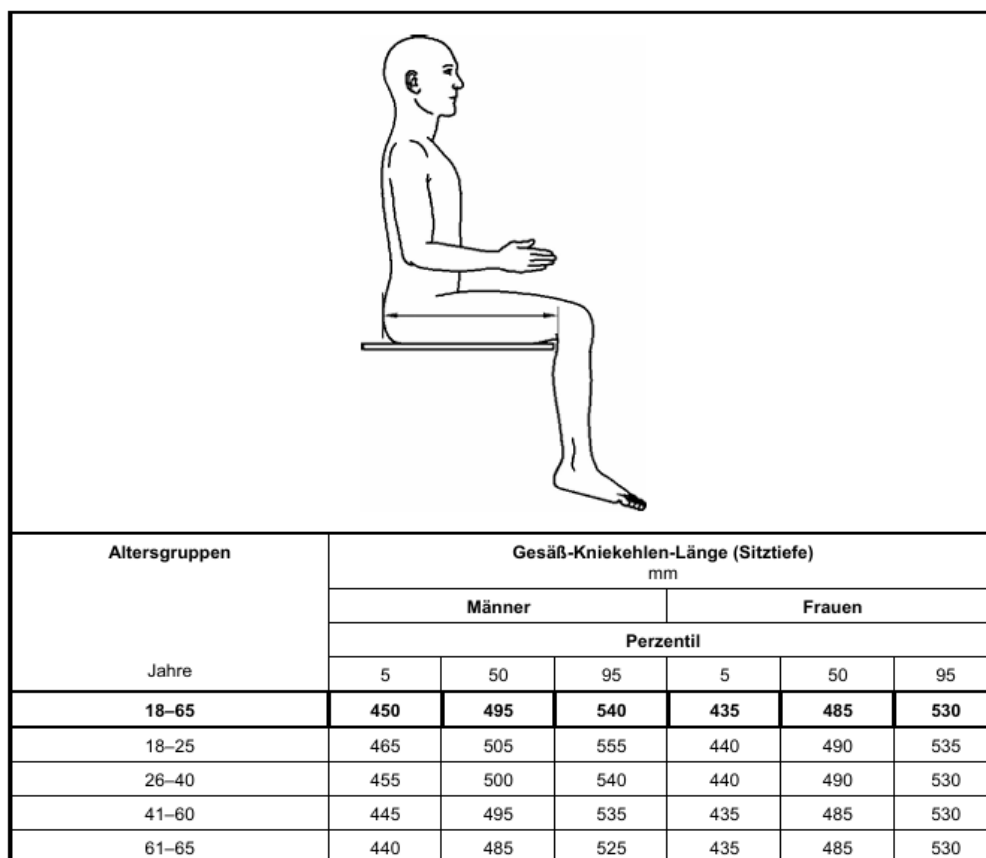 Altersgruppen
Gesäß-Kniekehlen-Länge (Sitztiefe)
mm
Männer Frauen
Perzentil
Jahre 5 50 95 5 50 95
18–65 450 495 540 435 485 530
18–25 465 505 555 440 490 535
26–40 455 500 540 440 490 530
41–60 445 495 535 435 485 530
61–65 440 485 525 435 485 530